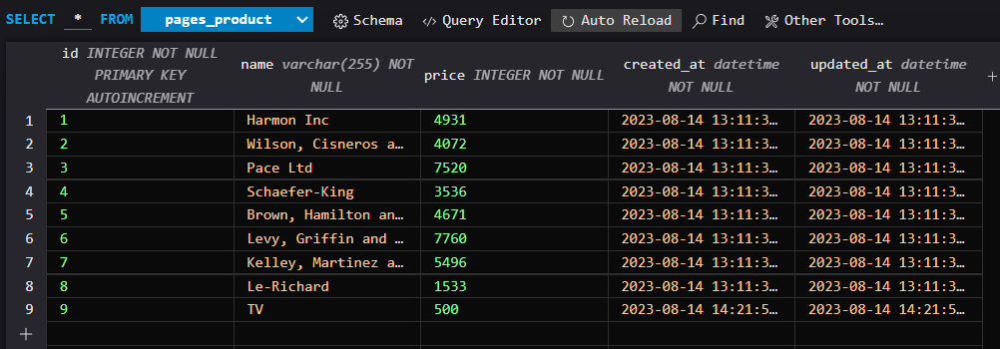 SELECT * FROM pages_product Schema Query Editor Auto Reload Find Other Tools…
id INTEGER NOT NULL PRIMARY KEY AUTOINCREMENT
name varchar(255) NOT NULL
price INTEGER NOT NULL
created_at datetime NOT NULL
updated_at datetime NOT NULL
+
1 1 Harmon Inc 4931 2023-08-14 13:11:3… 2023-08-14 13:11:3…
2 2 Wilson, Cisneros a… 4072 2023-08-14 13:11:3… 2023-08-14 13:11:3…
3 3 Pace Ltd 7520 2023-08-14 13:11:3… 2023-08-14 13:11:3…
4 4 Schaefer-King 3536 2023-08-14 13:11:3… 2023-08-14 13:11:3…
5 5 Brown, Hamilton an… 4671 2023-08-14 13:11:3… 2023-08-14 13:11:3…
6 6 Levy, Griffin and … 7760 2023-08-14 13:11:3… 2023-08-14 13:11:3…
7 7 Kelley, Martinez a… 5496 2023-08-14 13:11:3… 2023-08-14 13:11:3…
8 8 Le-Richard 1533 2023-08-14 13:11:3… 2023-08-14 13:11:3…
9 9 TV 500 2023-08-14 14:21:5… 2023-08-14 14:21:5…
+